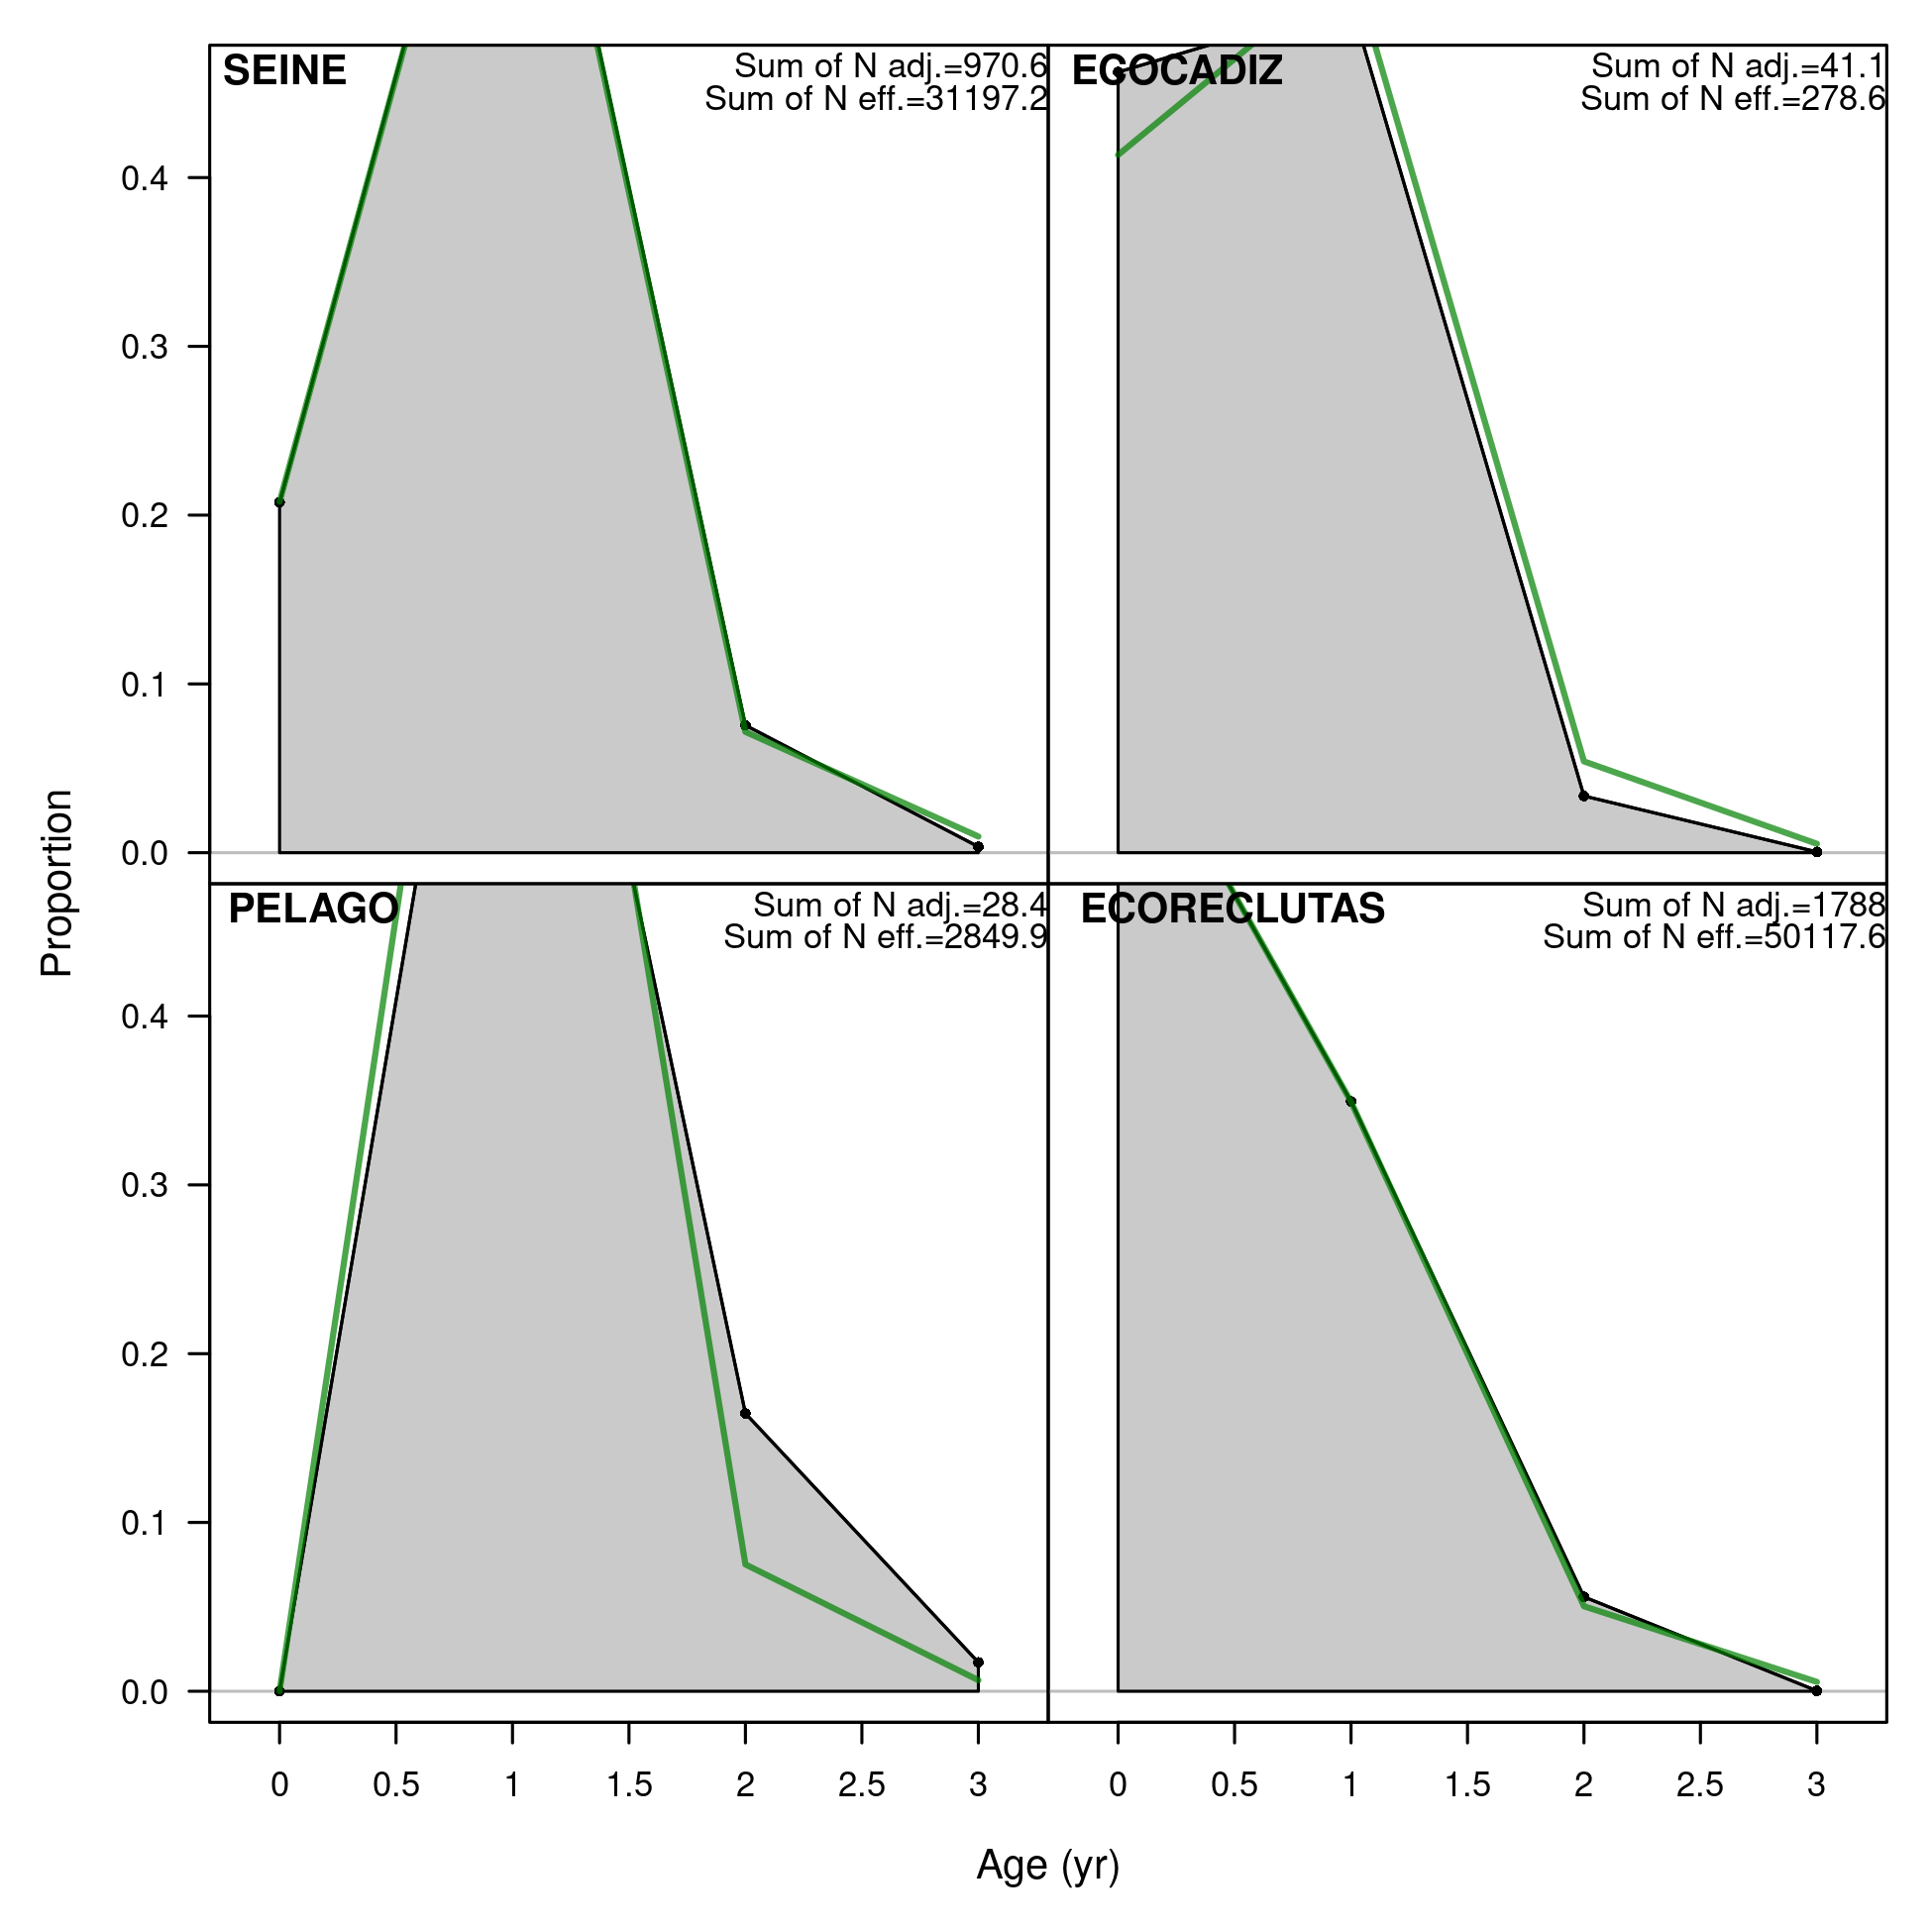 SEINE
Sum of N adj.=970.6
Sum of N eff.=31197.2
ECOCADIZ
Sum of N adj.=41.1
Sum of N eff.=278.6
0.4
0.3
0.2
0.1
0.0
PELAGO
Sum of N adj.=28.4
Sum of N eff.=2849.9
ECORECLUTAS
Sum of N adj.=1788
Sum of N eff.=50117.6
0.4
0.3
0.2
0.1
0.0
Proportion
0 0.5 1 1.5 2 2.5 3
0 0.5 1 1.5 2 2.5 3
Age (yr)